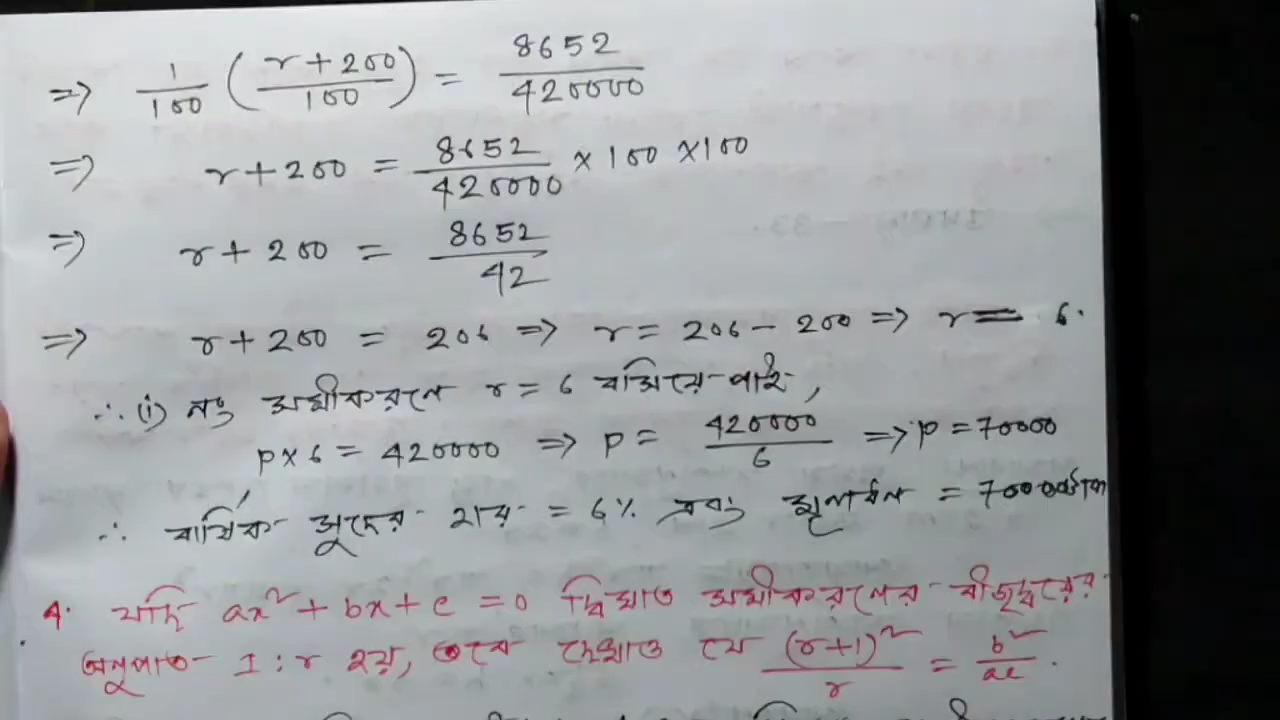 ⇒ 1/100 ( (r + 200)/100 ) = 8652/420000
⇒ r + 200 = 8652/420000 × 100 × 100
⇒ r + 200 = 8652/42
⇒ r + 200 = 206 ⇒ r = 206 - 200 ⇒ r = 6.
∴ (i) নং সমীকরণে r = 6 বসিয়ে পাই,
p × 6 = 420000 ⇒ p = 420000/6 ⇒ p = 70000
∴ বার্ষিক সুদের হার = 6% এবং মূলধন = 70000 টাকা
4. যদি ax² + bx + c = 0 দ্বিঘাত সমীকরণের বীজদ্বয়ের
অনুপাত 1 : r হয়, তবে দেখাও যে (r+1)²/r = b²/ac.